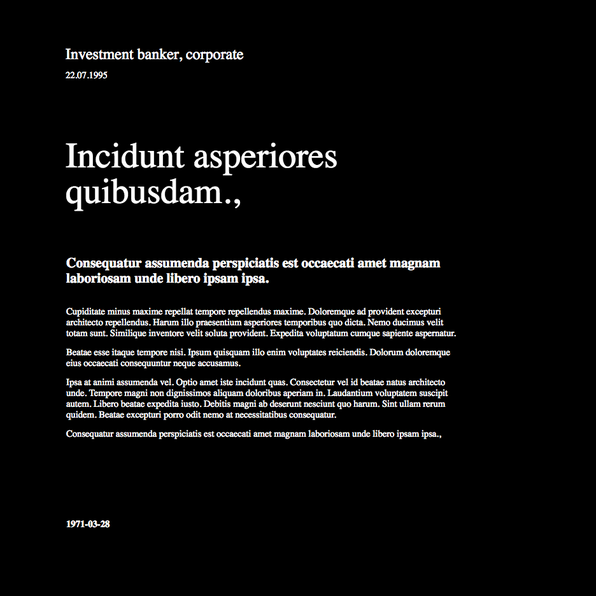 Investment banker, corporate
22.07.1995
Incidunt asperiores
quibusdam.,
Consequatur assumenda perspiciatis est occaecati amet magnam
laboriosam unde libero ipsam ipsa.
Cupiditate minus maxime repellat tempore repellendus maxime. Doloremque ad provident excepturi
architecto repellendus. Harum illo praesentium asperiores temporibus quo dicta. Nemo ducimus velit
totam sunt. Similique inventore velit soluta provident. Expedita voluptatum cumque sapiente aspernatur.
Beatae esse itaque tempore nisi. Ipsum quisquam illo enim voluptates reiciendis. Dolorum doloremque
eius occaecati consequuntur neque accusamus.
Ipsa at animi assumenda vel. Optio amet iste incidunt quas. Consectetur vel id beatae natus architecto
unde. Tempore magni non dignissimos aliquam doloribus aperiam in. Laudantium voluptatem suscipit
autem. Libero beatae expedita iusto. Debitis magni ab deserunt nesciunt quo harum. Sint ullam rerum
quidem. Beatae excepturi porro odit nemo at necessitatibus consequatur.
Consequatur assumenda perspiciatis est occaecati amet magnam laboriosam unde libero ipsam ipsa.,
1971-03-28